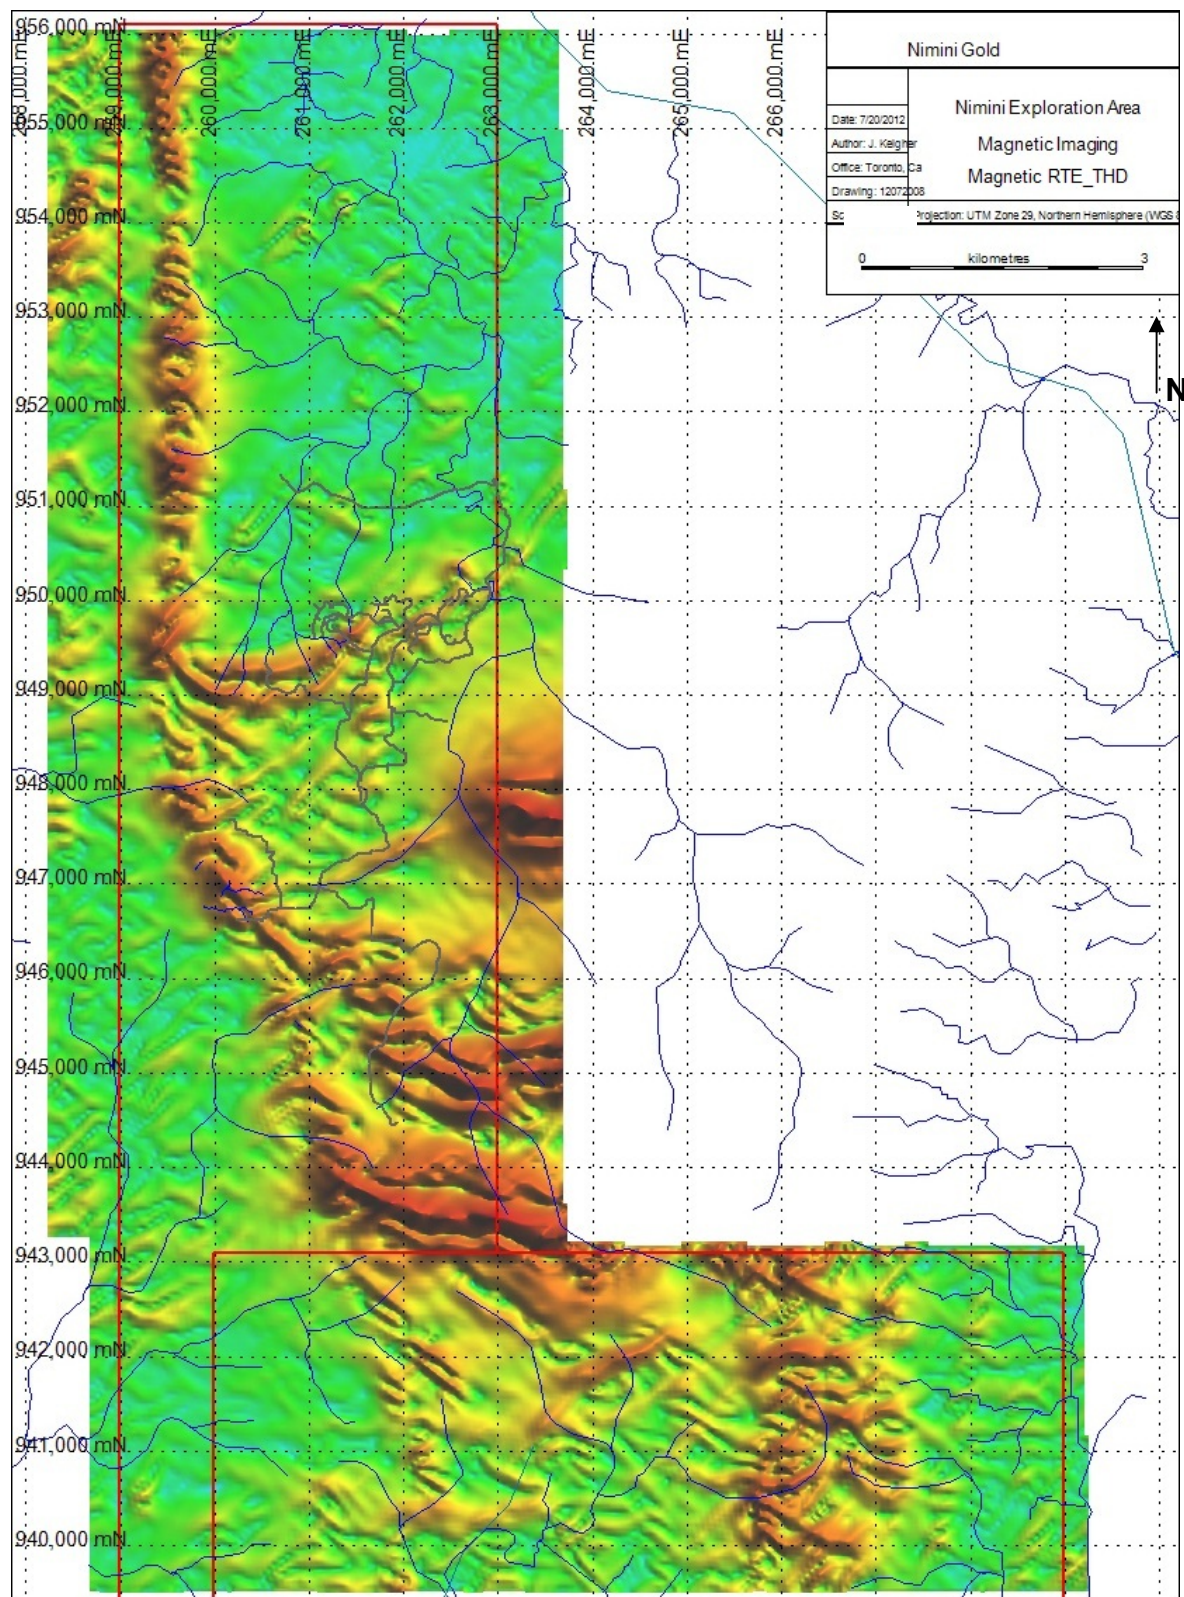 956,000 mN
955,000 mN
954,000 mN
953,000 mN
952,000 mN
951,000 mN
950,000 mN
949,000 mN
948,000 mN
947,000 mN
946,000 mN
945,000 mN
944,000 mN
943,000 mN
942,000 mN
941,000 mN
940,000 mN
260,000 mE
261,000 mE
262,000 mE
263,000 mE
264,000 mE
265,000 mE
266,000 mE
Nimini Gold
Nimini Exploration Area
Magnetic Imaging
Magnetic RTE_THD
Date: 7/20/2012
Author: J. Keigher
Office: Toronto, Ca
Drawing: 12072008
Projection: UTM Zone 29, Northern Hemisphere (WGS
0 kilometres 3
N